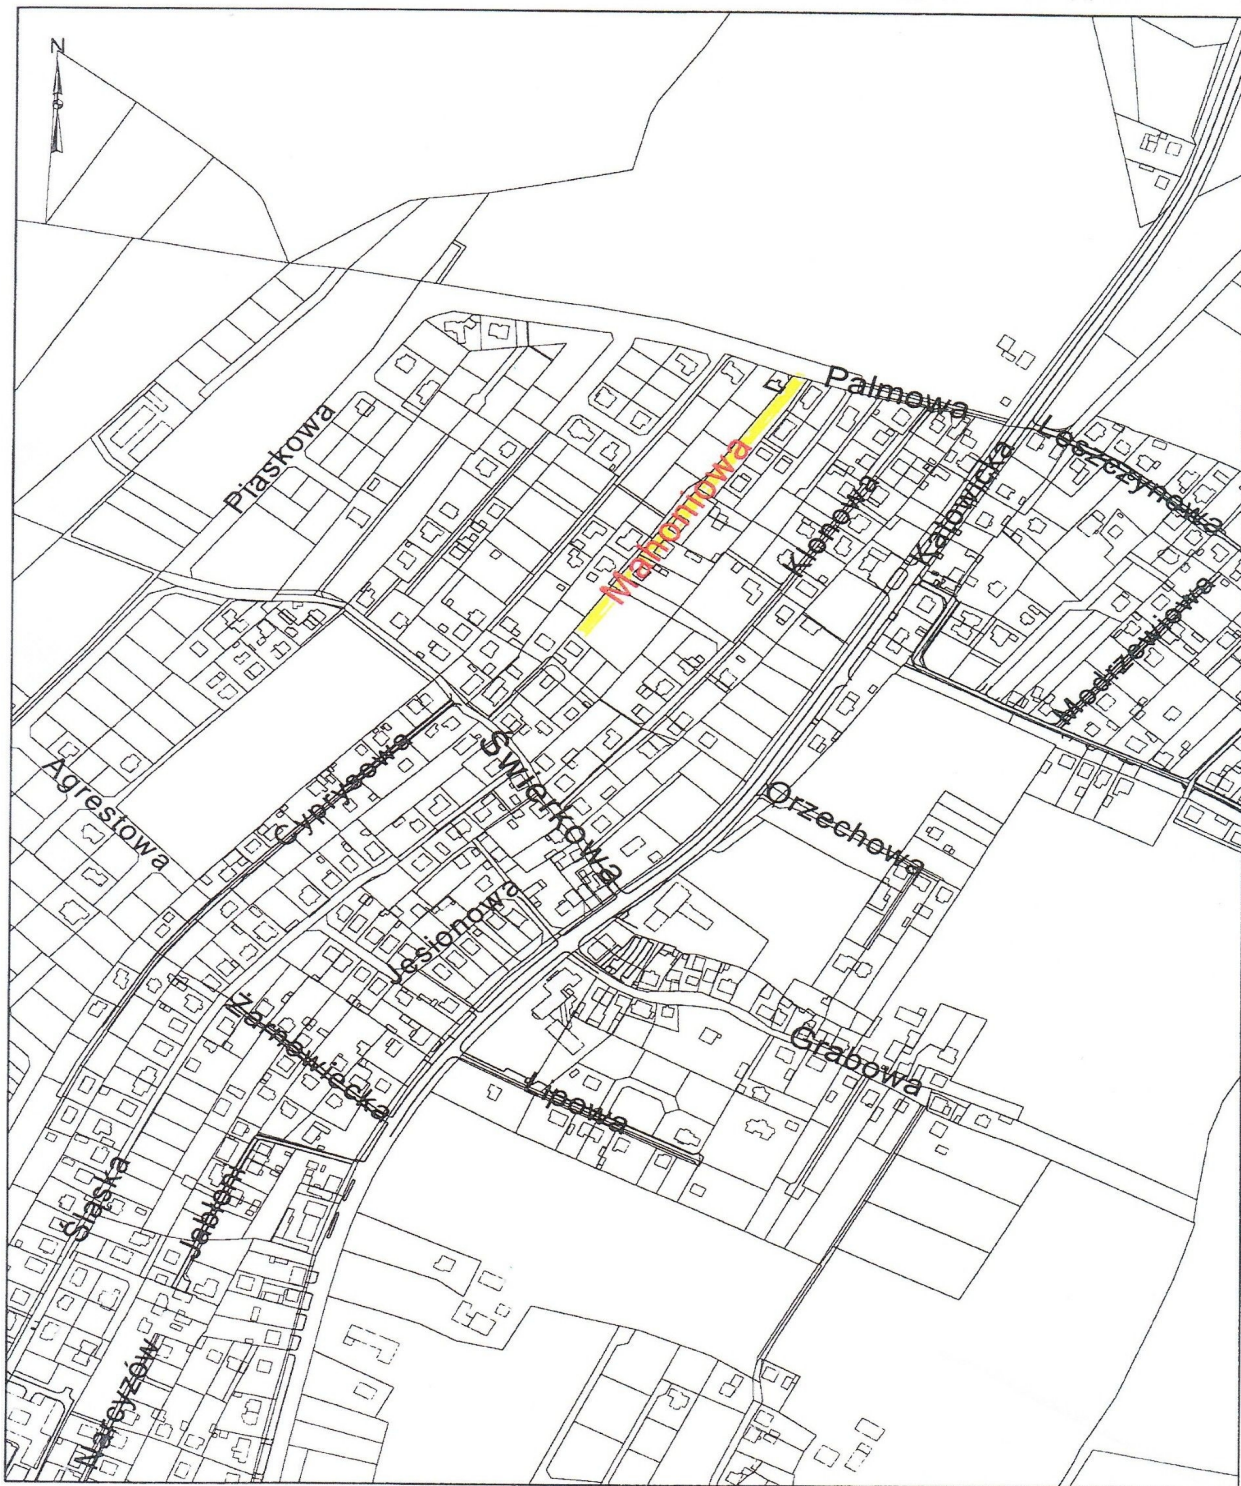 N
Palmowa
Leszczynowa
Piaskowa
Mahoniowa
Klonowa
Katowicka
Modrzewiowa
Agrestowa
Cyprysowa
Świerkowa
Orzechowa
Jesionowa
Żarnowiecka
Grabowa
Lipowa
Śląska
Jabłoni
Narcyzów